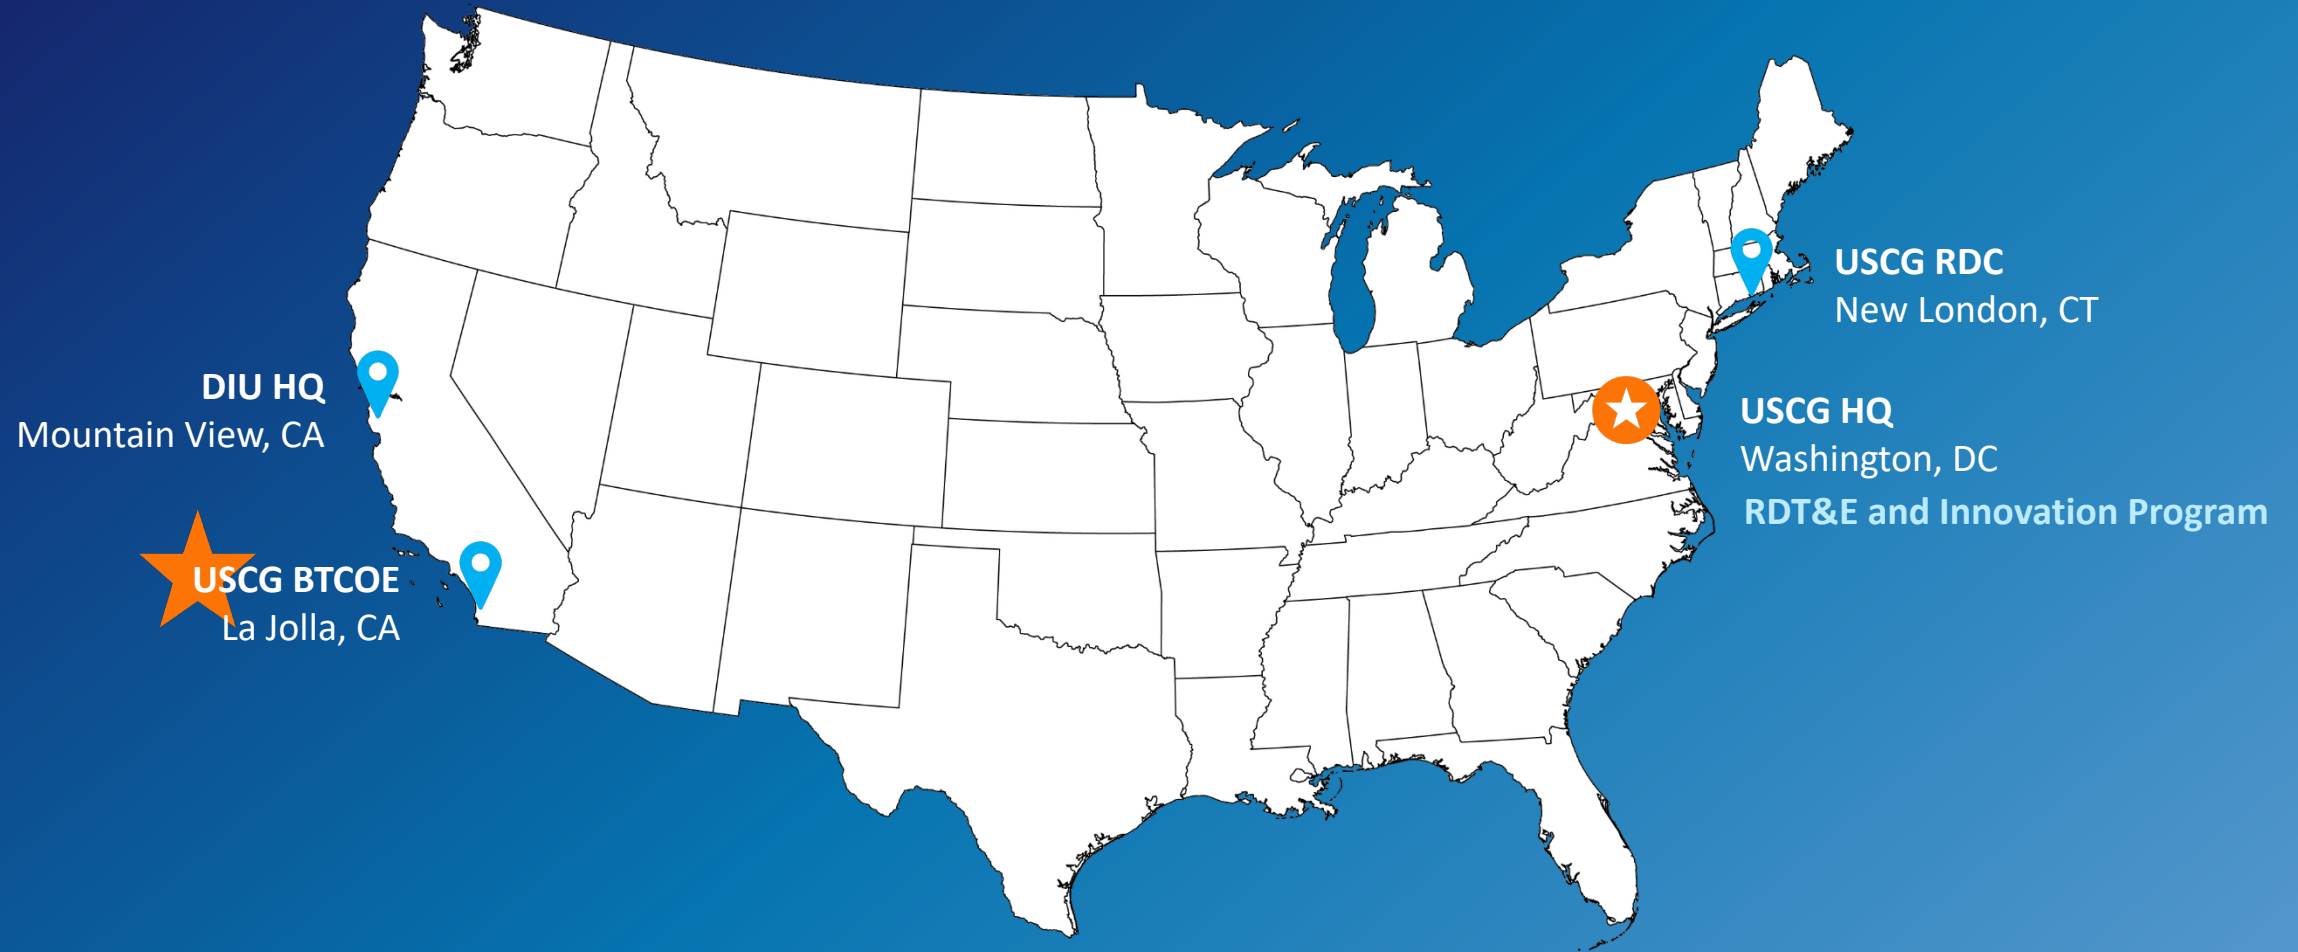 USCG RDC
New London, CT
DIU HQ
Mountain View, CA
USCG HQ
Washington, DC
RDT&E and Innovation Program
USCG BTCOE
La Jolla, CA